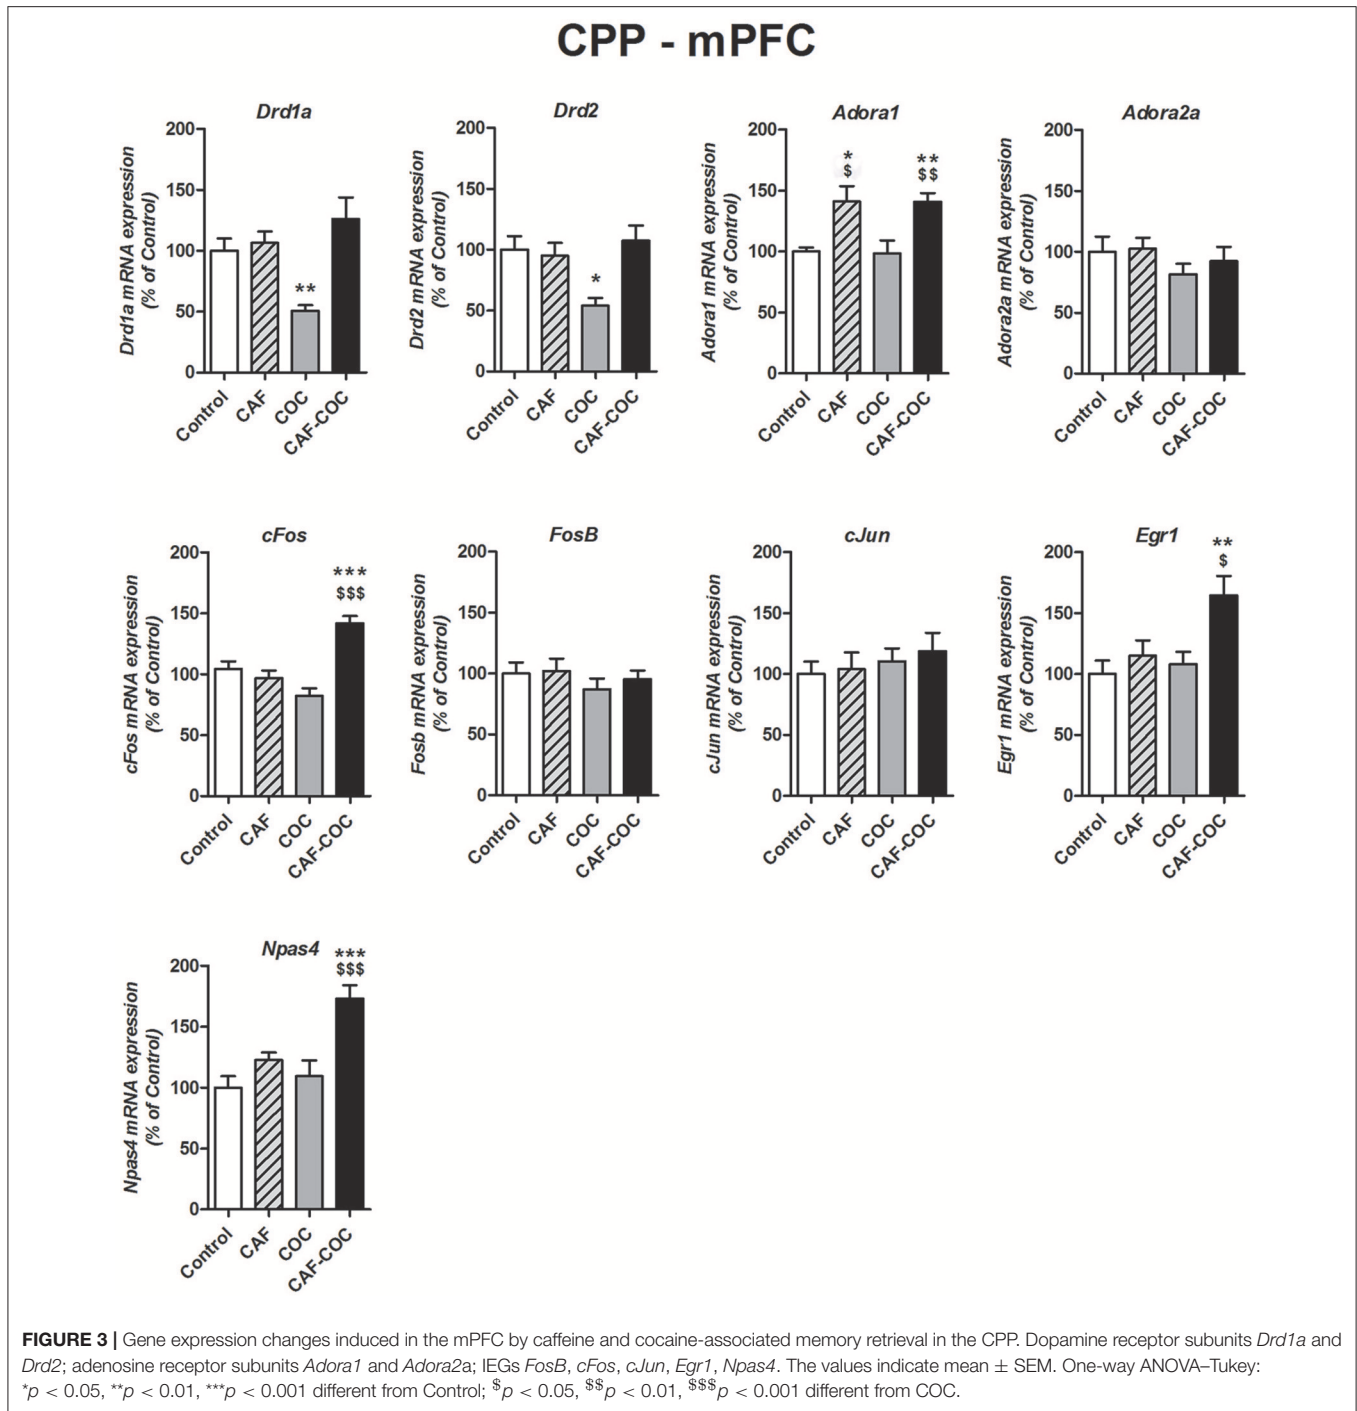 CPP - mPFC
Drd1a
Drd1a mRNA expression
(% of Control)
200
150
100
50
0
Control
CAF
COC
CAF-COC
**
Drd2
Drd2 mRNA expression
(% of Control)
200
150
100
50
0
Control
CAF
COC
CAF-COC
*
Adora1
Adora1 mRNA expression
(% of Control)
200
150
100
50
0
Control
CAF
COC
CAF-COC
*
$
**
$$
Adora2a
Adora2a mRNA expression
(% of Control)
200
150
100
50
0
Control
CAF
COC
CAF-COC
cFos
cFos mRNA expression
(% of Control)
200
150
100
50
0
Control
CAF
COC
CAF-COC
***
$$$
FosB
Fosb mRNA expression
(% of Control)
200
150
100
50
0
Control
CAF
COC
CAF-COC
cJun
cJun mRNA expression
(% of Control)
200
150
100
50
0
Control
CAF
COC
CAF-COC
Egr1
Egr1 mRNA expression
(% of Control)
200
150
100
50
0
Control
CAF
COC
CAF-COC
**
$
Npas4
Npas4 mRNA expression
(% of Control)
200
150
100
50
0
Control
CAF
COC
CAF-COC
***
$$$
FIGURE 3 | Gene expression changes induced in the mPFC by caffeine and cocaine-associated memory retrieval in the CPP. Dopamine receptor subunits Drd1a and
Drd2; adenosine receptor subunits Adora1 and Adora2a; IEGs FosB, cFos, cJun, Egr1, Npas4. The values indicate mean ± SEM. One-way ANOVA–Tukey:
*p < 0.05, **p < 0.01, ***p < 0.001 different from Control; $p < 0.05, $$p < 0.01, $$$p < 0.001 different from COC.